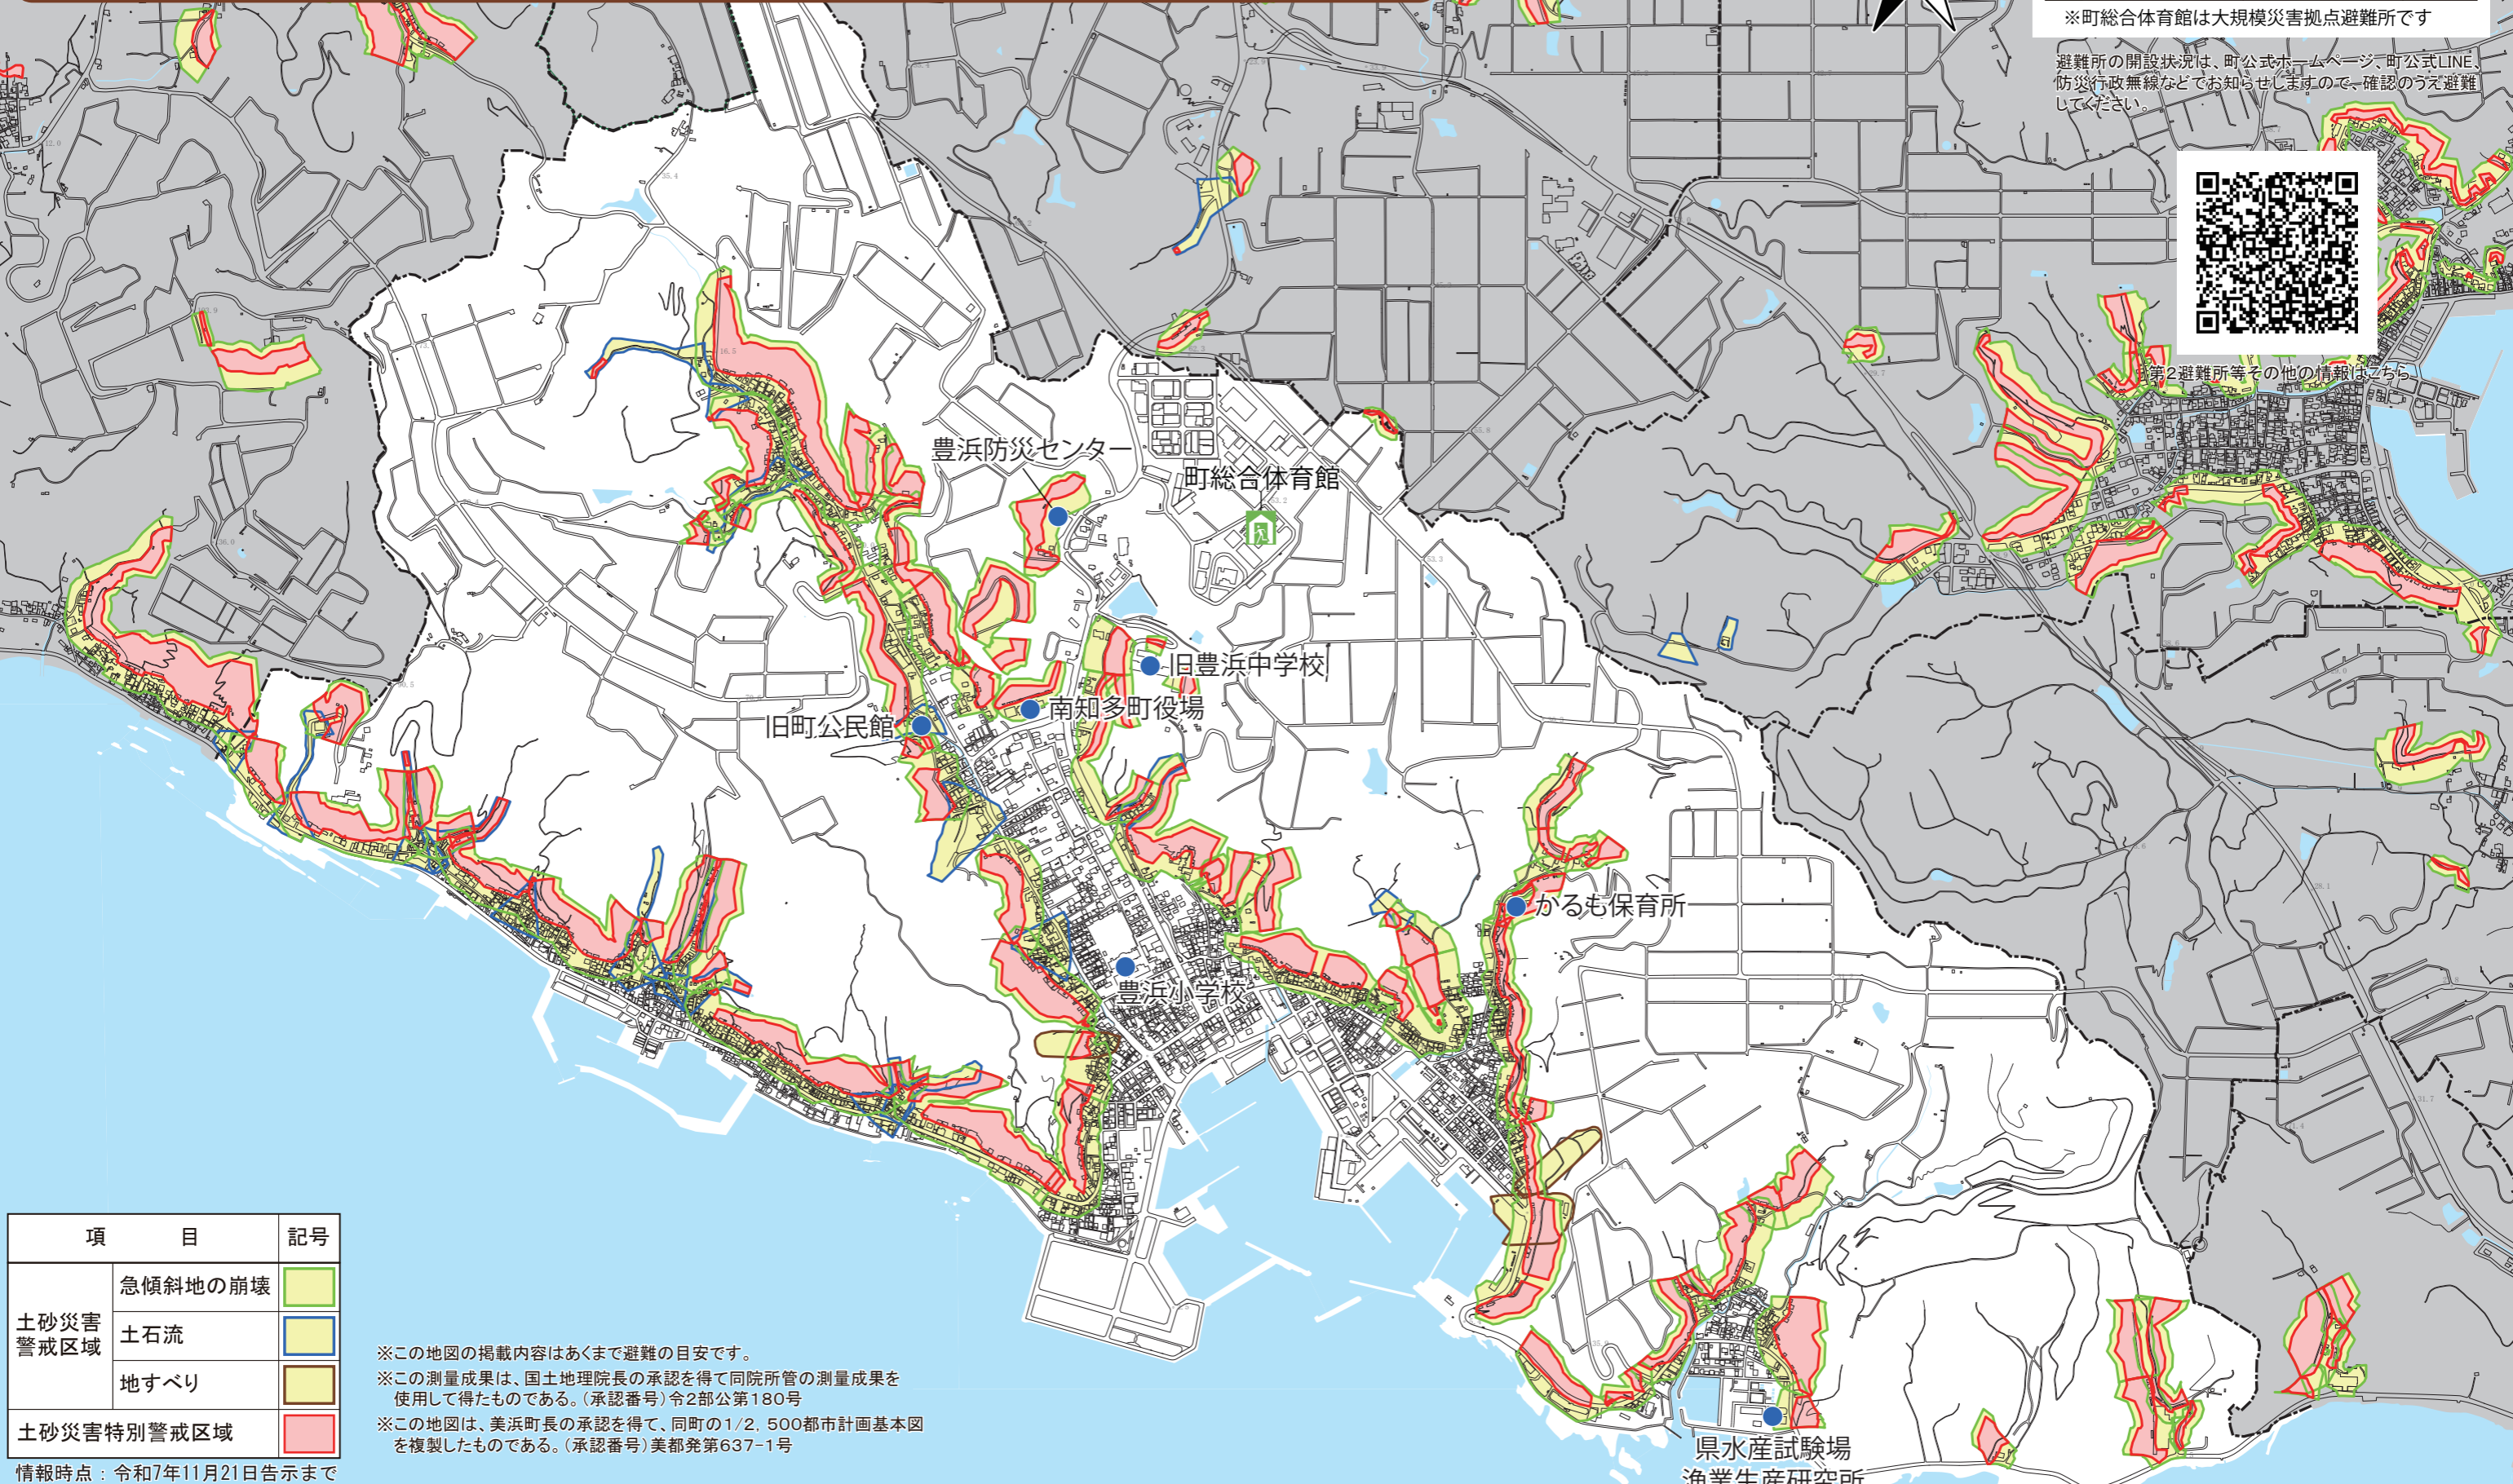 ※町総合体育館は大規模災害拠点避難所です
避難所の開設状況は、町公式ホームページ、町公式LINE、
防災行政無線などでお知らせしますので、確認のうえ避難
してください。
第2避難所等その他の情報はこちら
豊浜防災センター
町総合体育館
旧豊浜中学校
南知多町役場
旧町公民館
かるも保育所
豊浜小学校
県水産試験場
漁業生産研究所
項 目 記号
土砂災害
警戒区域
急傾斜地の崩壊
土石流
地すべり
土砂災害特別警戒区域
情報時点：令和7年11月21日告示まで
※この地図の掲載内容はあくまで避難の目安です。
※この測量成果は、国土地理院長の承認を得て同院所管の測量成果を
使用して得たものである。（承認番号）令2部公第180号
※この地図は、美浜町長の承認を得て、同町の1/2,500都市計画基本図
を複製したものである。（承認番号）美都発第637-1号